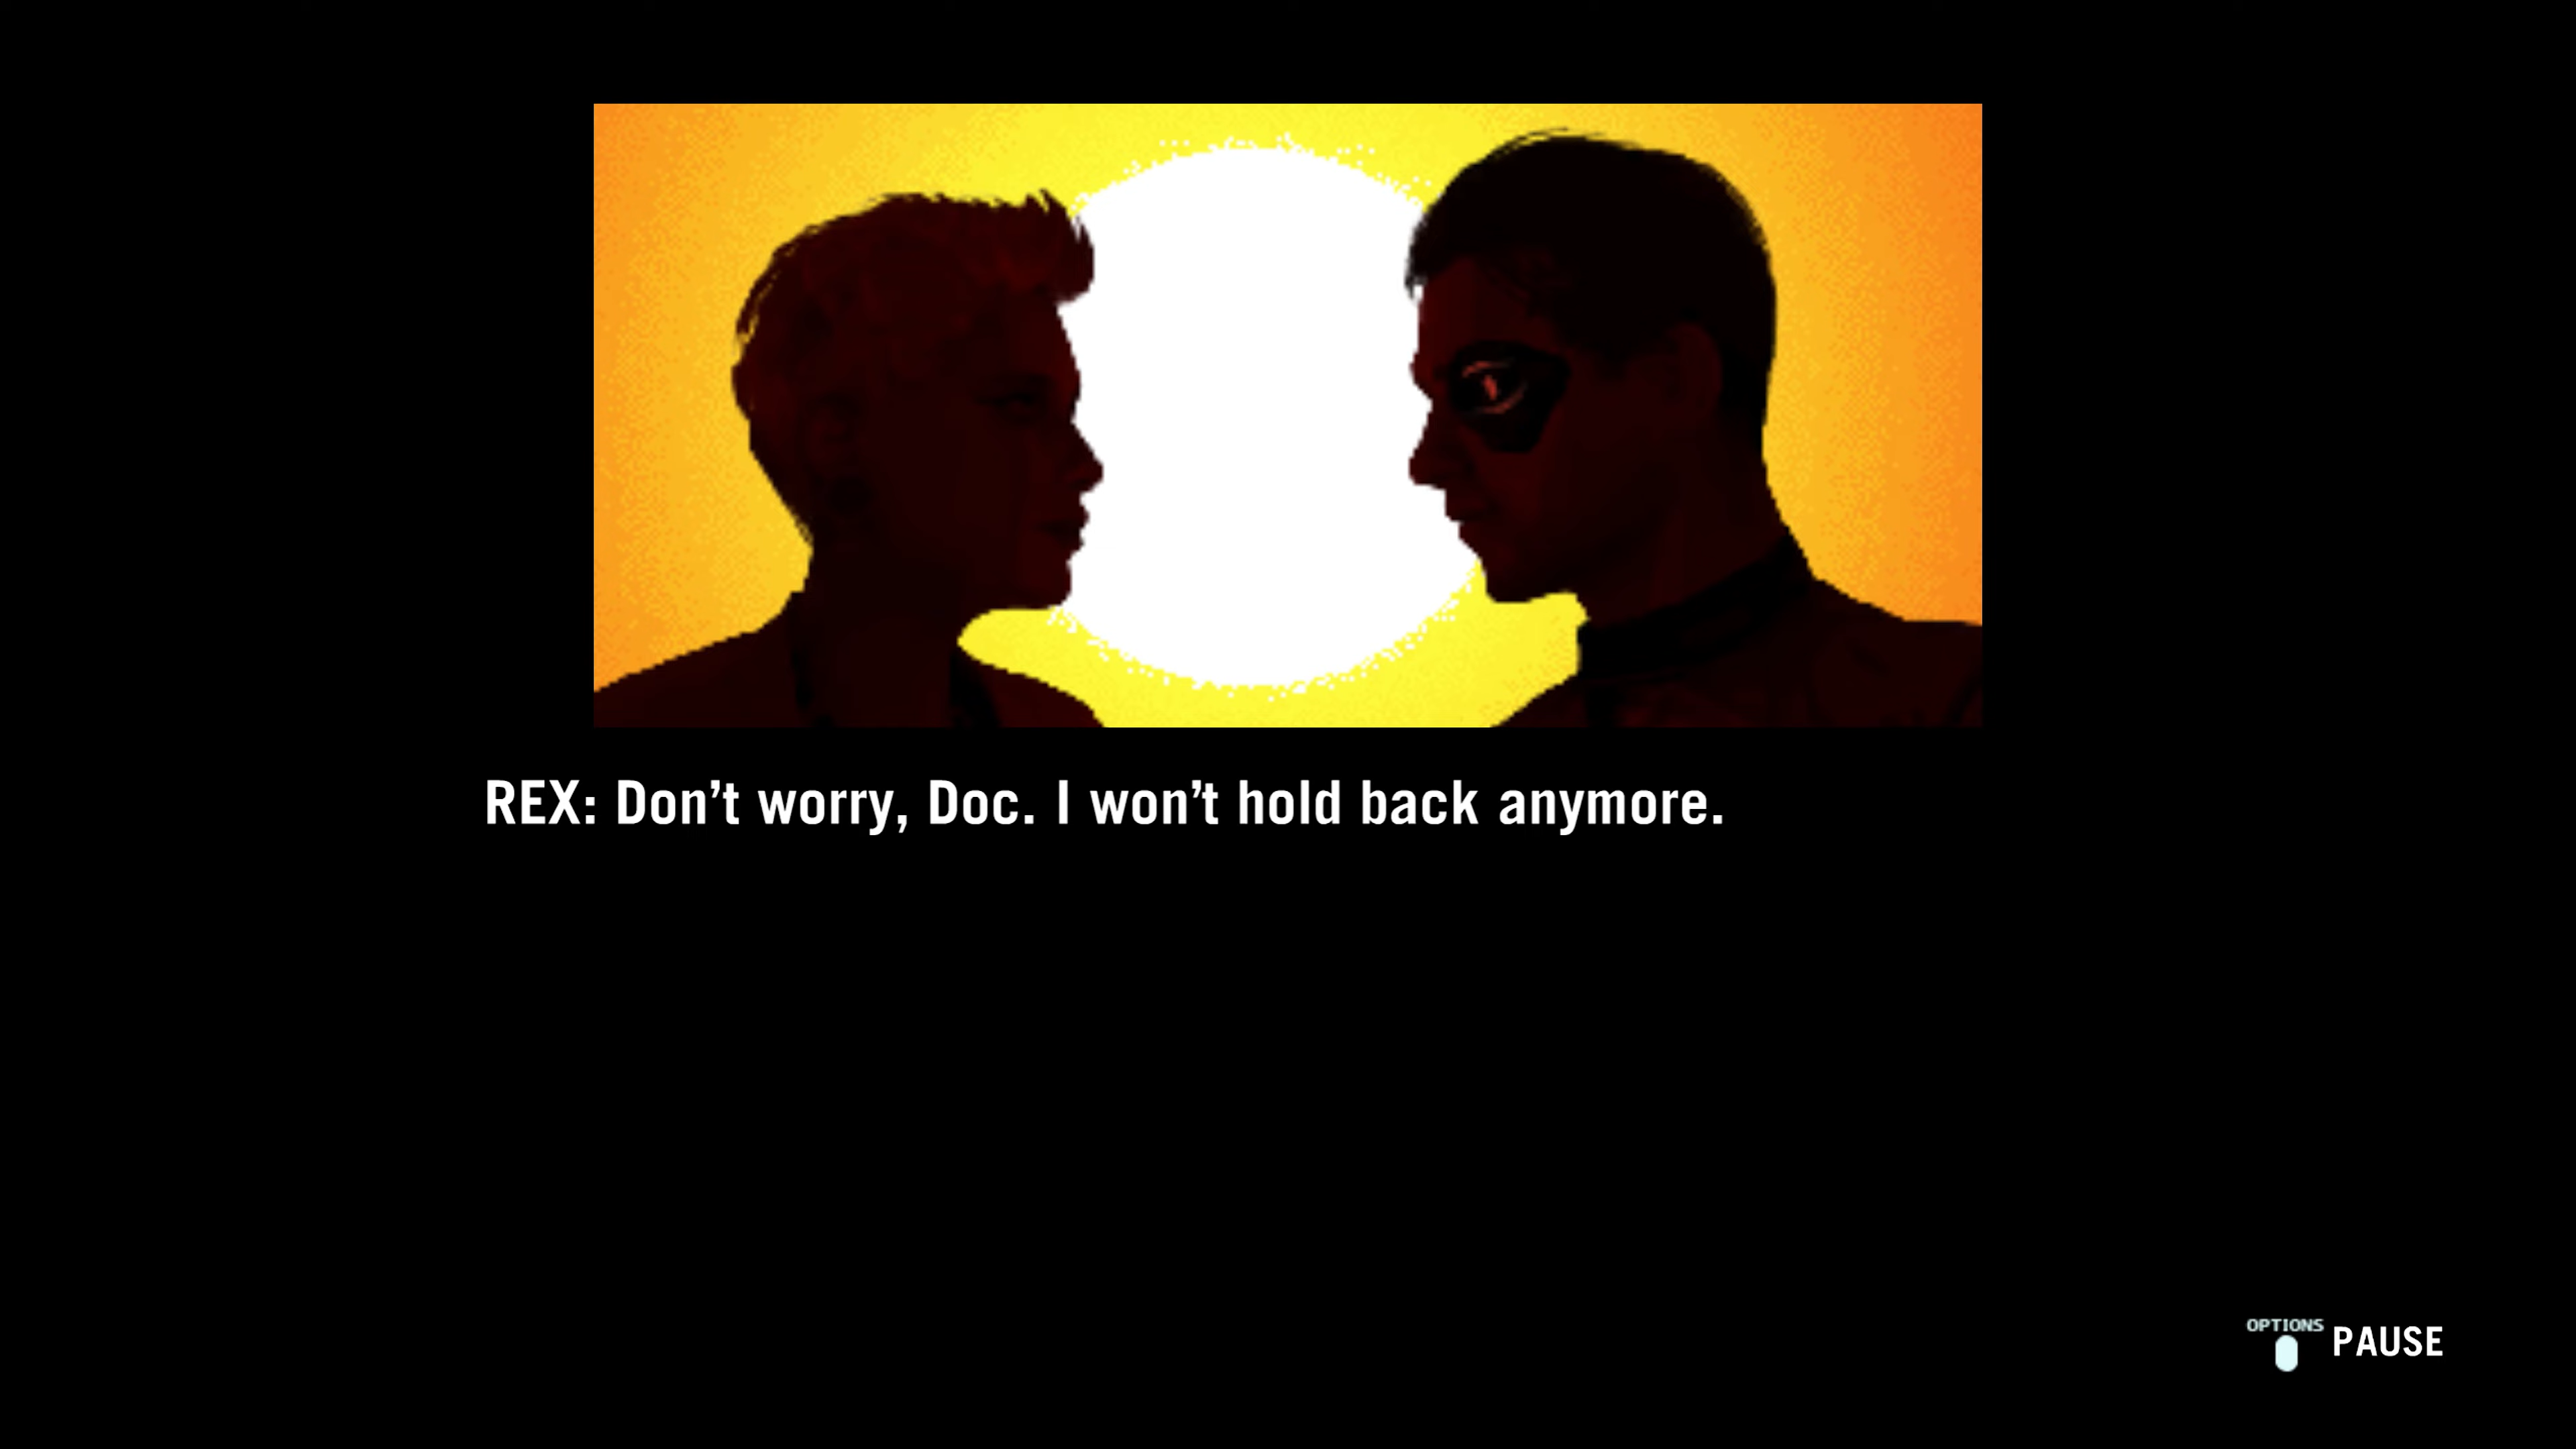 REX: Don’t worry, Doc. I won’t hold back anymore.
OPTIONS
PAUSE